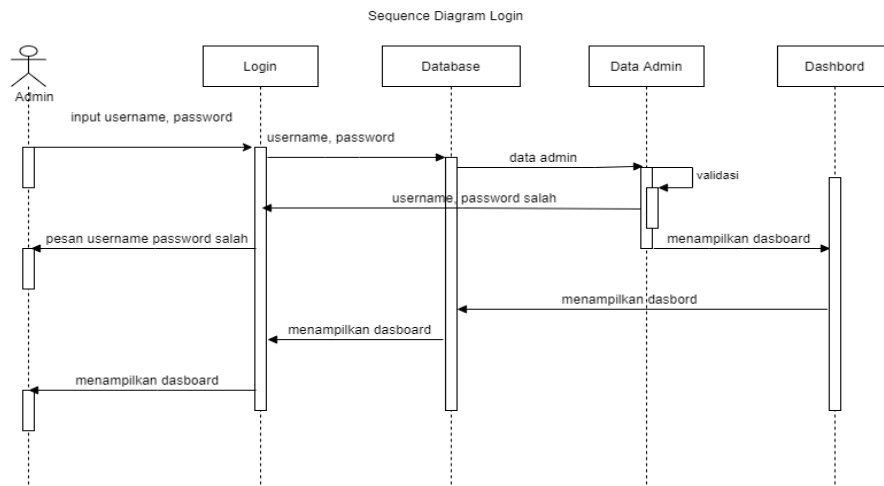 Sequence Diagram Login
Login
Database
Data Admin
Dashbord
Admin
input username, password
username, password
data admin
validasi
username, password salah
pesan username password salah
menampilkan dasboard
menampilkan dasbord
menampilkan dasboard
menampilkan dasboard